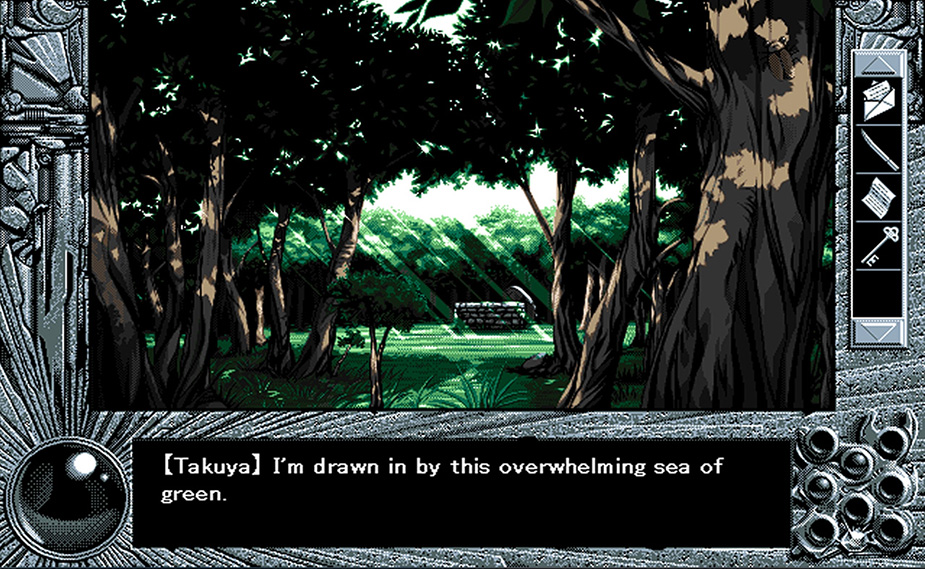 【Takuya】 I'm drawn in by this overwhelming sea of
green.